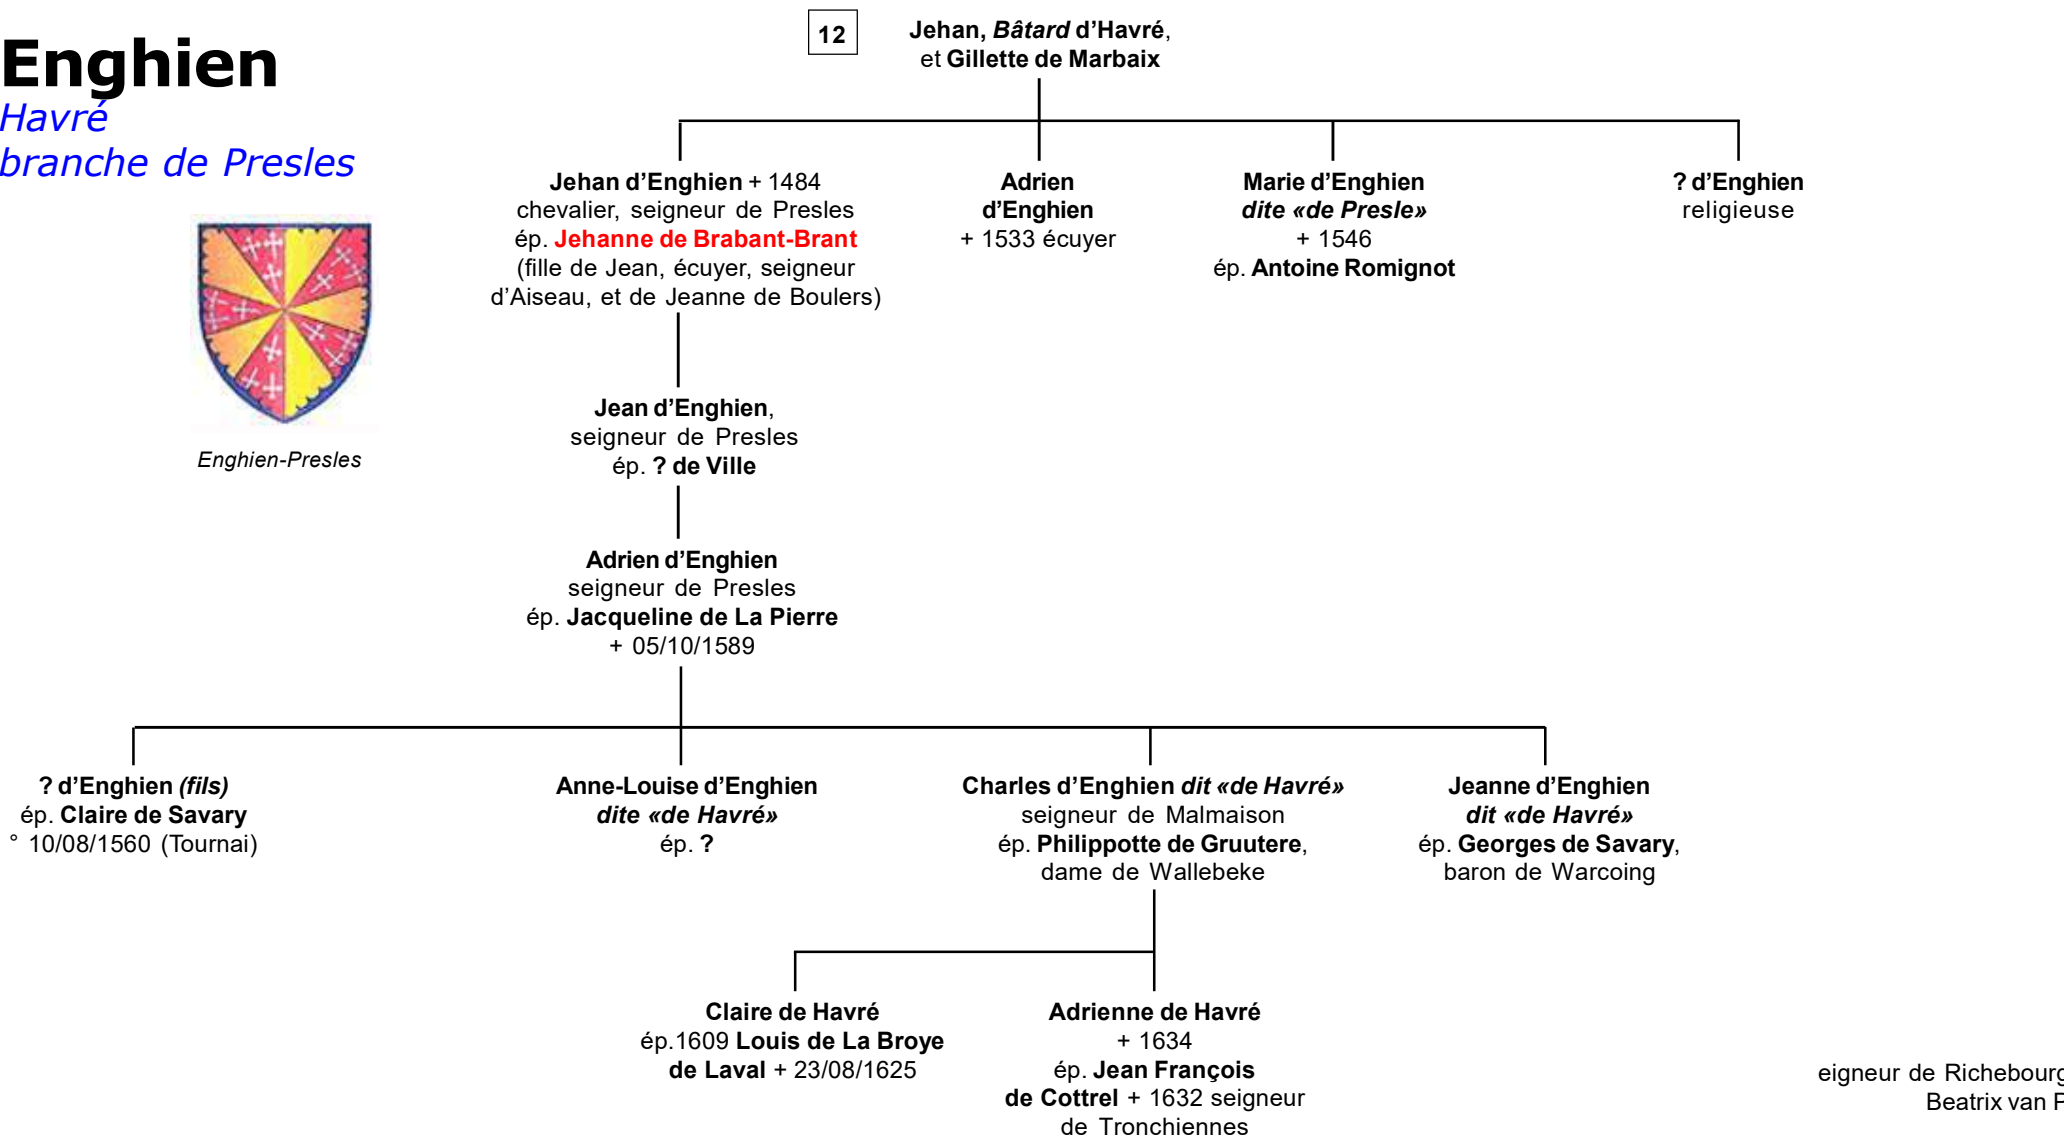 Enghien
Havré
branche de Presles
Enghien-Presles
12
Jehan, Bâtard d’Havré,
et Gillette de Marbaix
Jehan d’Enghien + 1484
chevalier, seigneur de Presles
ép. Jehanne de Brabant-Brant
(fille de Jean, écuyer, seigneur
d’Aiseau, et de Jeanne de Boulers)
Adrien
d’Enghien
+ 1533 écuyer
Marie d’Enghien
dite «de Presle»
+ 1546
ép. Antoine Romignot
? d’Enghien
religieuse
Jean d’Enghien,
seigneur de Presles
ép. ? de Ville
Adrien d’Enghien
seigneur de Presles
ép. Jacqueline de La Pierre
+ 05/10/1589
? d’Enghien (fils)
ép. Claire de Savary
° 10/08/1560 (Tournai)
Anne-Louise d’Enghien
dite «de Havré»
ép. ?
Charles d’Enghien dit «de Havré»
seigneur de Malmaison
ép. Philippotte de Gruutere,
dame de Wallebeke
Jeanne d’Enghien
dit «de Havré»
ép. Georges de Savary,
baron de Warcoing
Claire de Havré
ép.1609 Louis de La Broye
de Laval + 23/08/1625
Adrienne de Havré
+ 1634
ép. Jean François
de Cottrel + 1632 seigneur
de Tronchiennes
eigneur de Richebourg
Beatrix van P